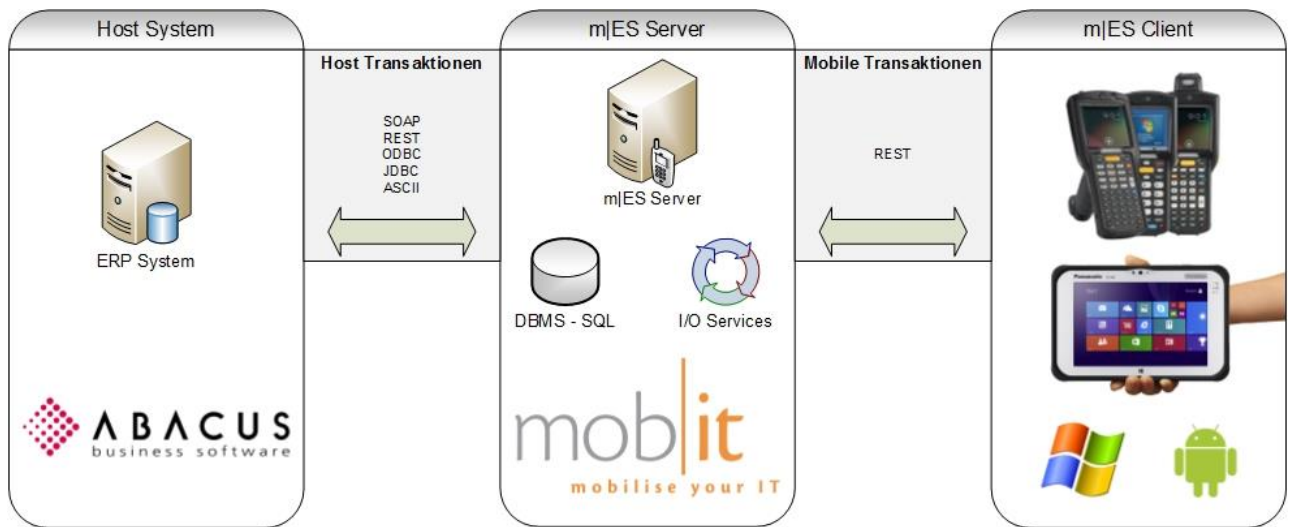 Host System
m|ES Server
m|ES Client
Host Transaktionen
Mobile Transaktionen
SOAP
REST
ODBC
JDBC
ASCII
REST
ERP System
m|ES Server
DBMS - SQL
I/O Services
ABACUS
business software
mob|it
mobilise your IT
Panasonic